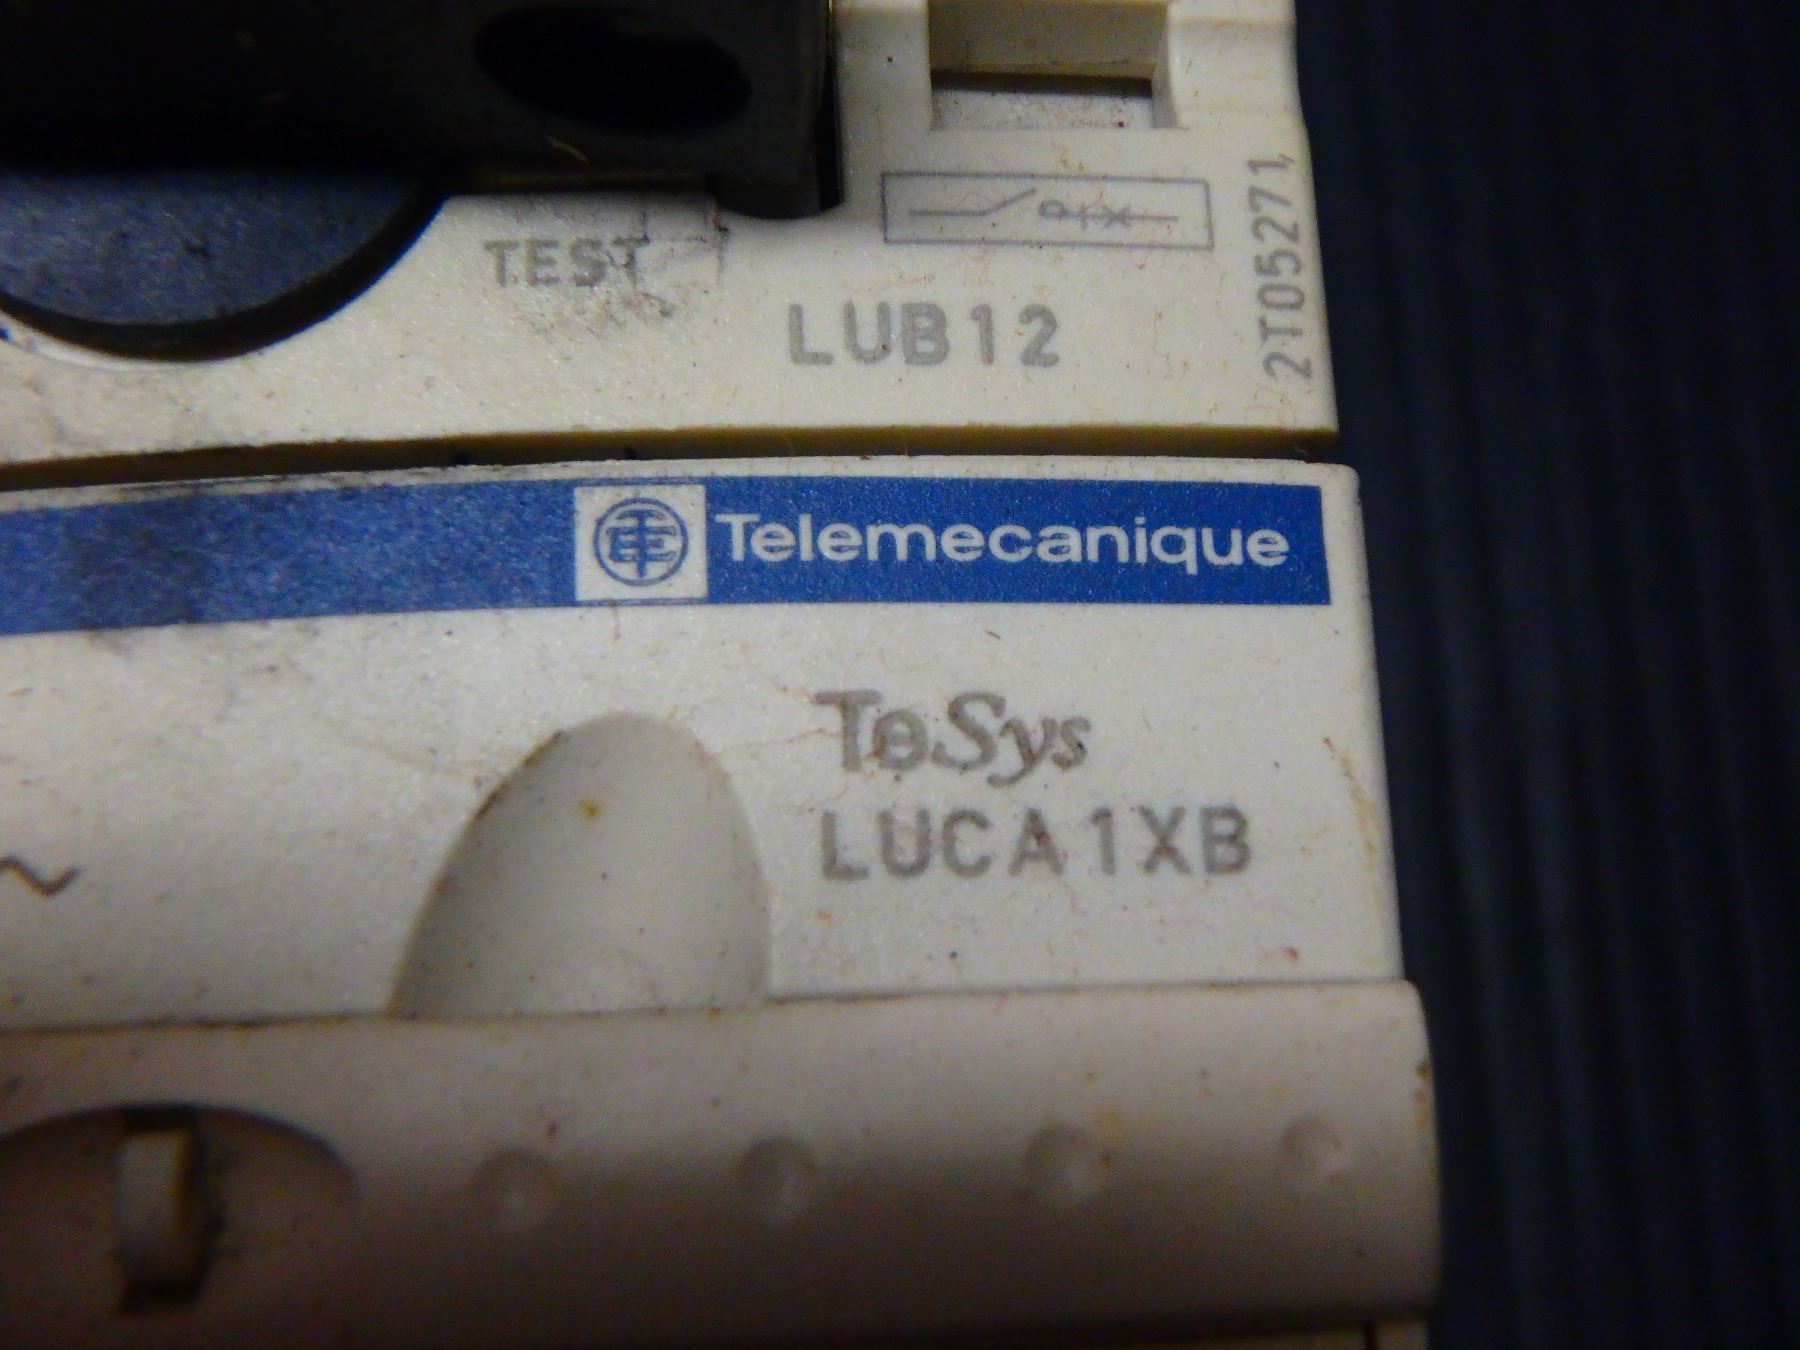 TEST
LUB12
2T05271
Telemecanique
TeSys
LUCA1XB